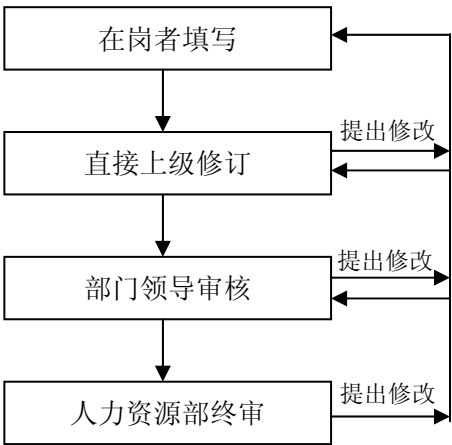 在岗者填写
提出修改
直接上级修订
提出修改
部门领导审核
提出修改
人力资源部终审